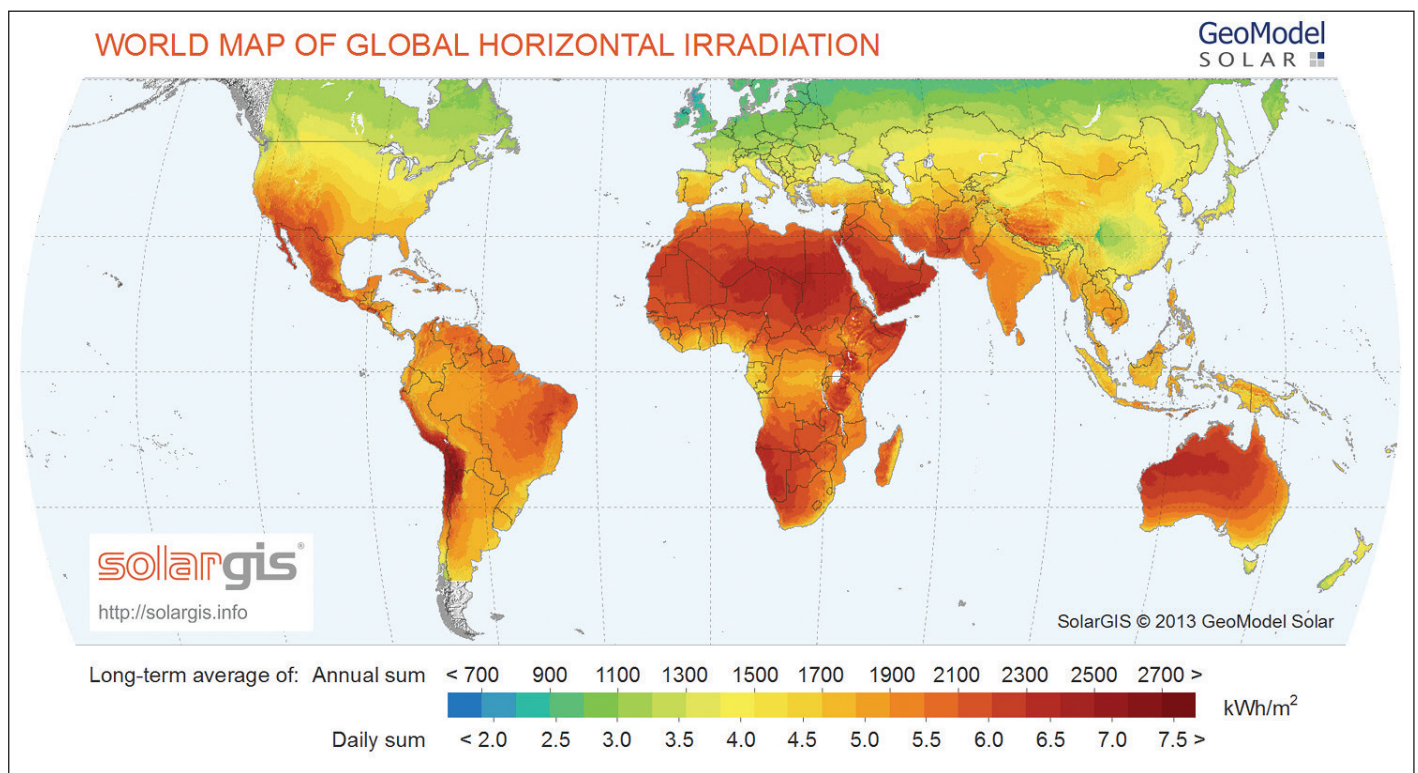 WORLD MAP OF GLOBAL HORIZONTAL IRRADIATION
GeoModel
SOLAR
solargis®
http://solargis.info
SolarGIS © 2013 GeoModel Solar
Long-term average of: Annual sum < 700 900 1100 1300 1500 1700 1900 2100 2300 2500 2700 >
kWh/m²
Daily sum < 2.0 2.5 3.0 3.5 4.0 4.5 5.0 5.5 6.0 6.5 7.0 7.5 >